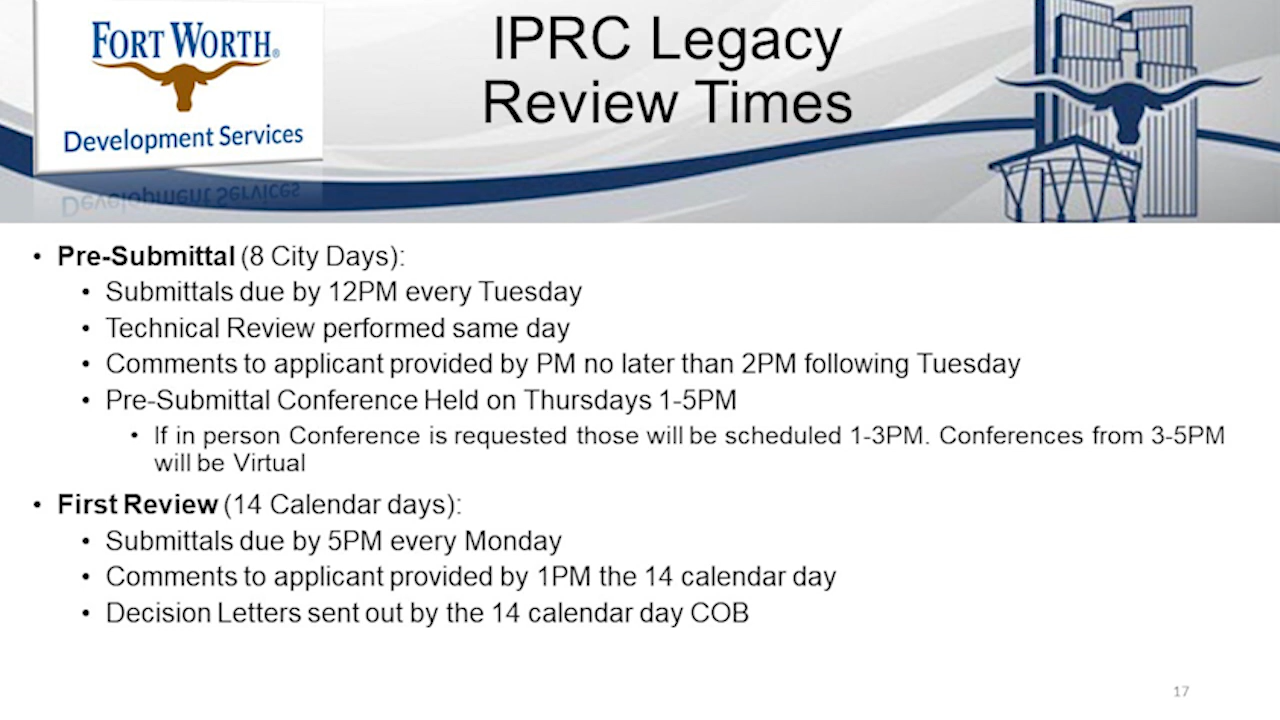 FORT WORTH®
Development Services
IPRC Legacy
Review Times
• Pre-Submittal (8 City Days):
• Submittals due by 12PM every Tuesday
• Technical Review performed same day
• Comments to applicant provided by PM no later than 2PM following Tuesday
• Pre-Submittal Conference Held on Thursdays 1-5PM
• If in person Conference is requested those will be scheduled 1-3PM. Conferences from 3-5PM
will be Virtual
• First Review (14 Calendar days):
• Submittals due by 5PM every Monday
• Comments to applicant provided by 1PM the 14 calendar day
• Decision Letters sent out by the 14 calendar day COB
17